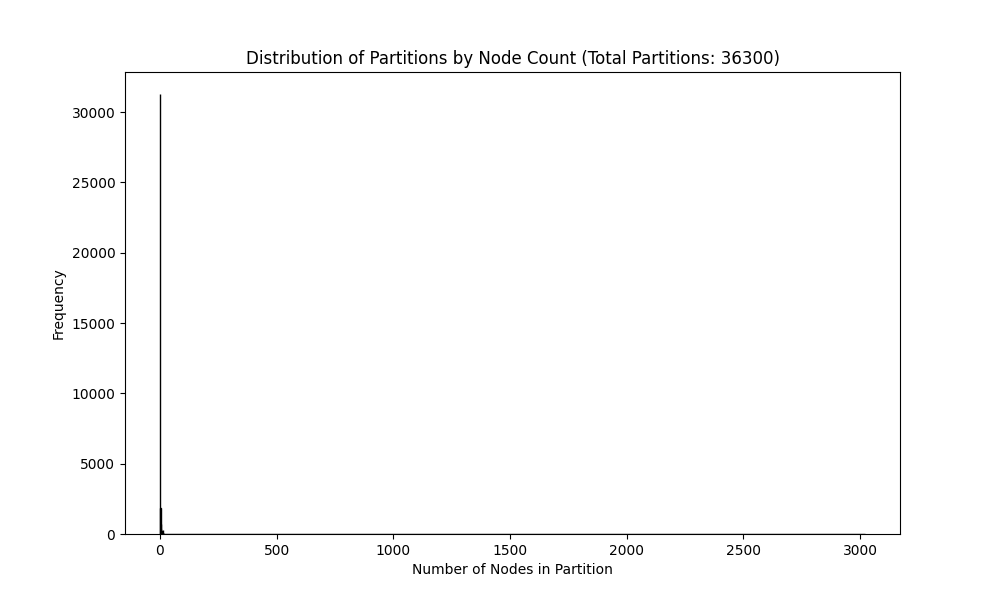 Distribution of Partitions by Node Count (Total Partitions: 36300)
30000
25000
20000
15000
10000
5000
0
Frequency
0 500 1000 1500 2000 2500 3000
Number of Nodes in Partition